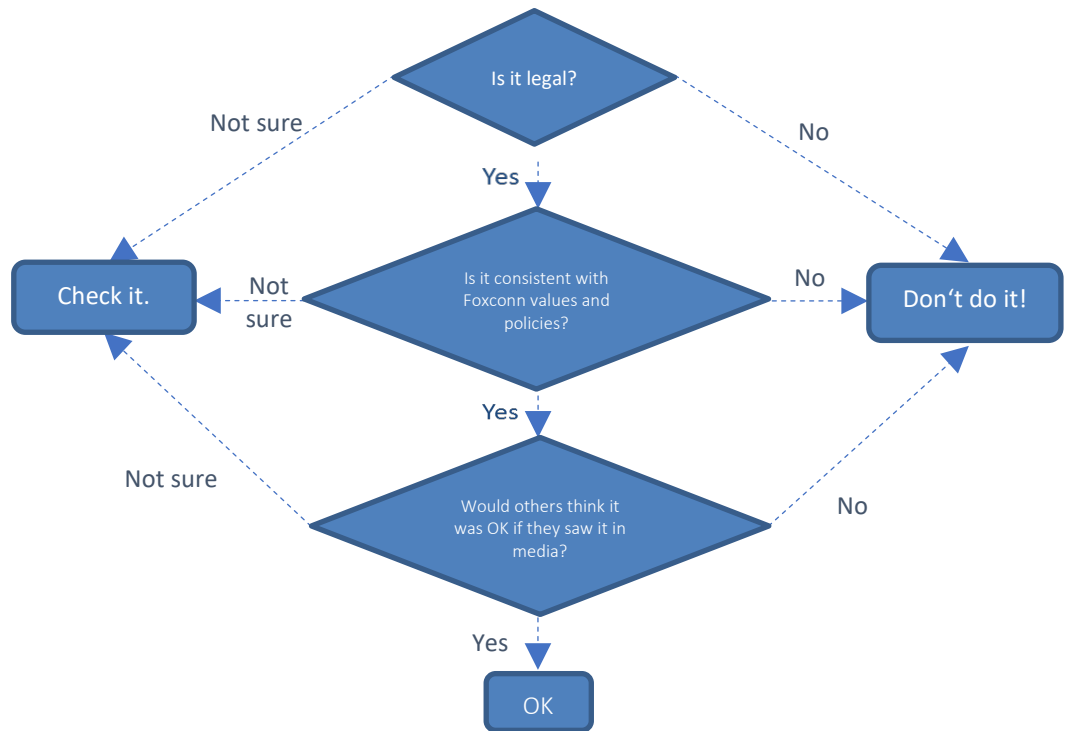 Is it legal?
Not sure
No
Yes
Is it consistent with
Foxconn values and
policies?
Check it.
Not
sure
No
Don‘t do it!
Yes
Not sure
Would others think it
was OK if they saw it in
media?
No
Yes
OK